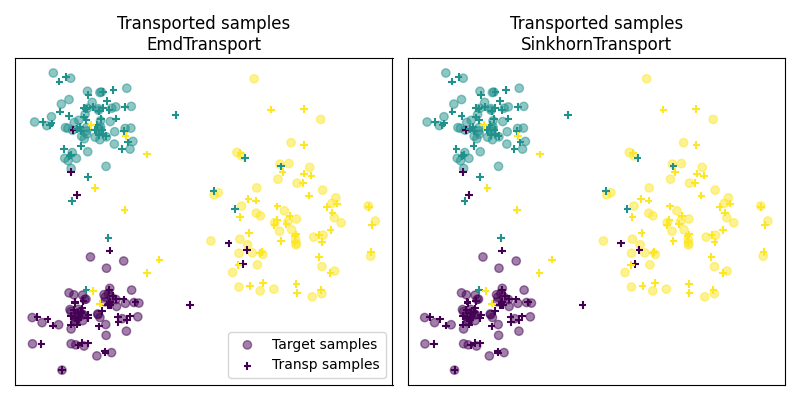 Transported samples
EmdTransport
Transported samples
SinkhornTransport
Target samples
Transp samples